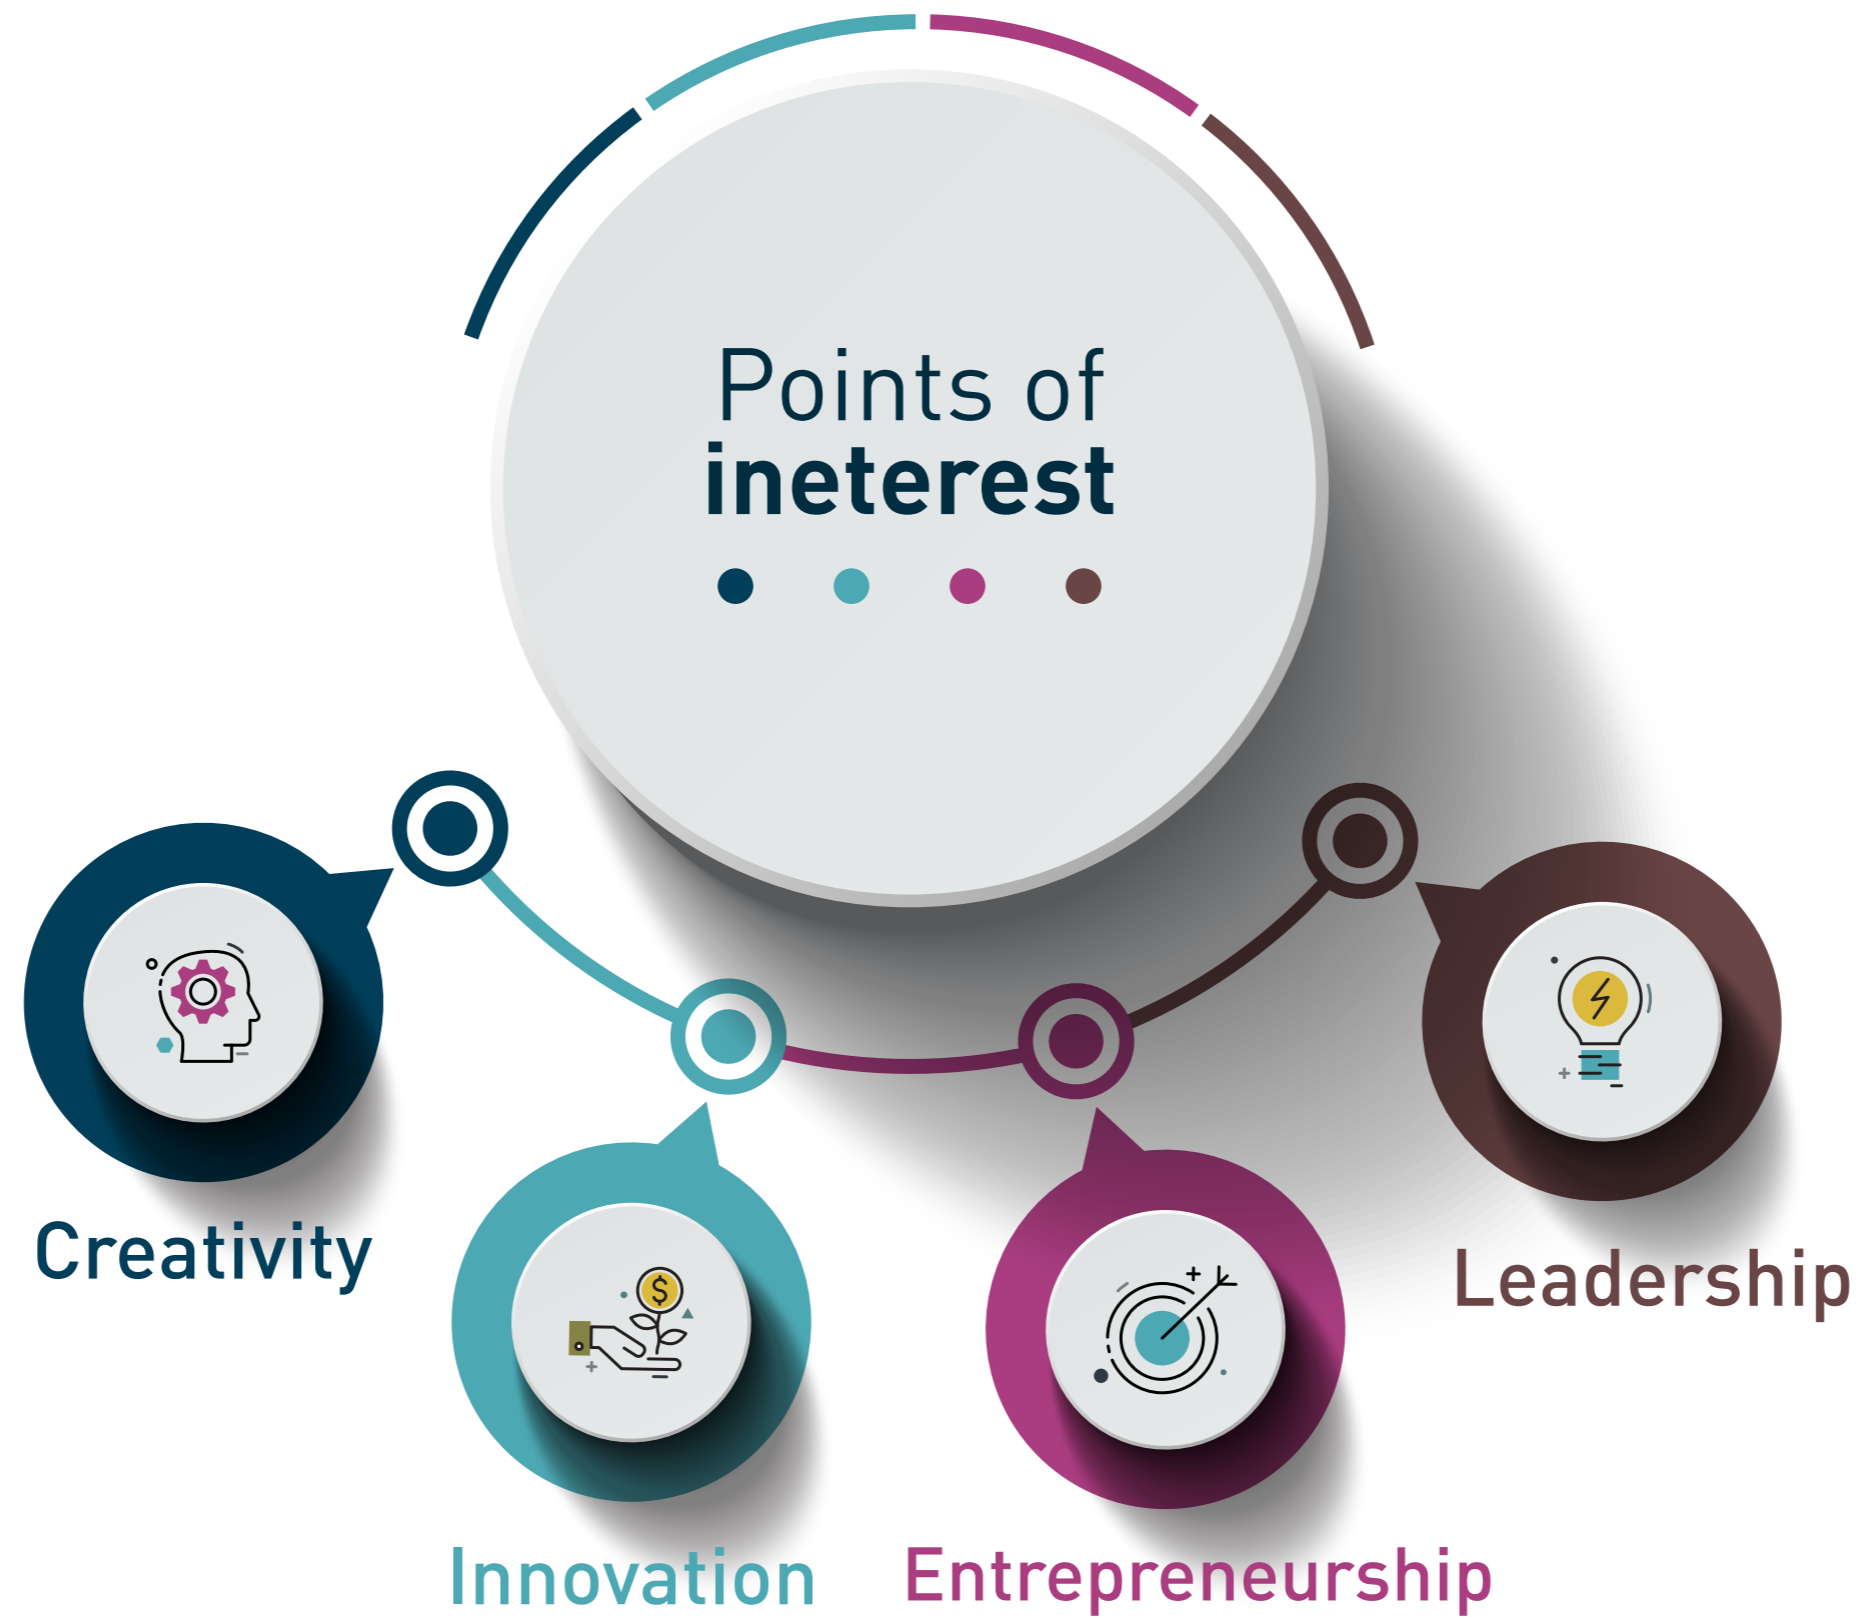 Points of
ineterest
Creativity
Innovation
Entrepreneurship
Leadership
$